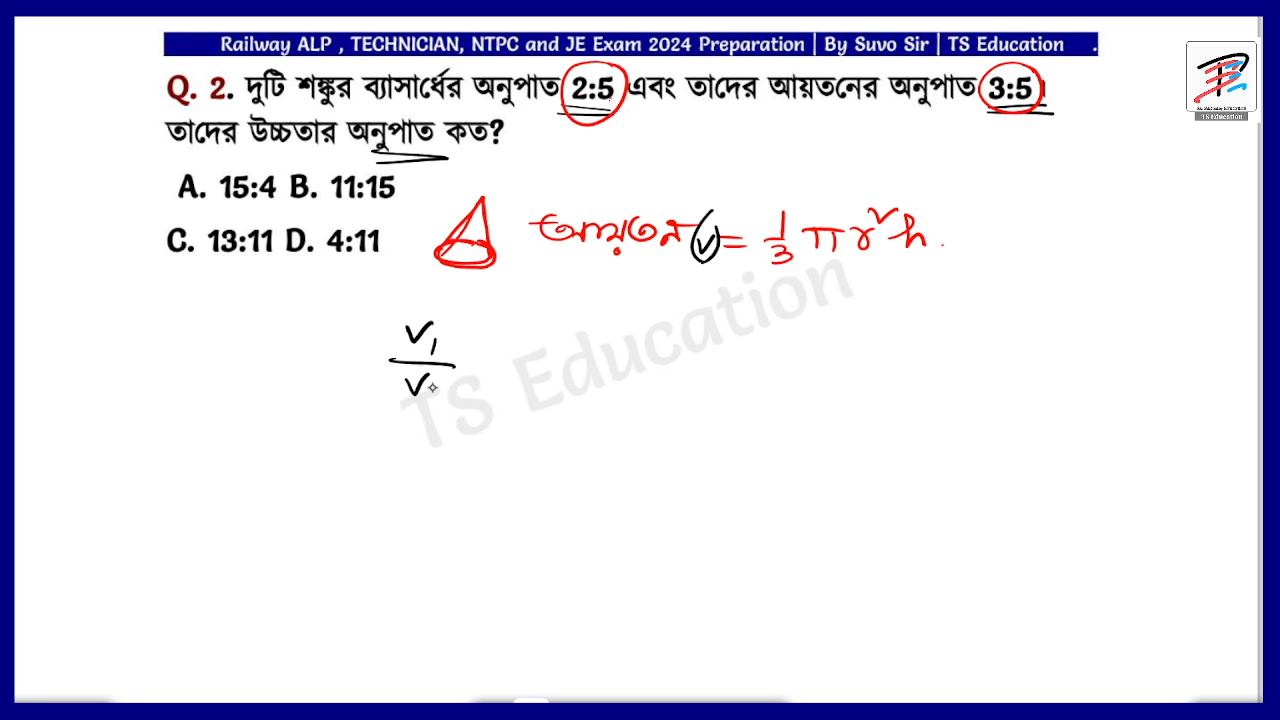 Railway ALP , TECHNICIAN, NTPC and JE Exam 2024 Preparation | By Suvo Sir | TS Education .
Q. 2. দুটি শঙ্কুর ব্যাসার্ধের অনুপাত 2:5 এবং তাদের আয়তনের অনুপাত 3:5।
তাদের উচ্চতার অনুপাত কত?
A. 15:4 B. 11:15
C. 13:11 D. 4:11
আয়তন (V) = 1/3 πr²h.
V₁
V
TS Education
TS Education